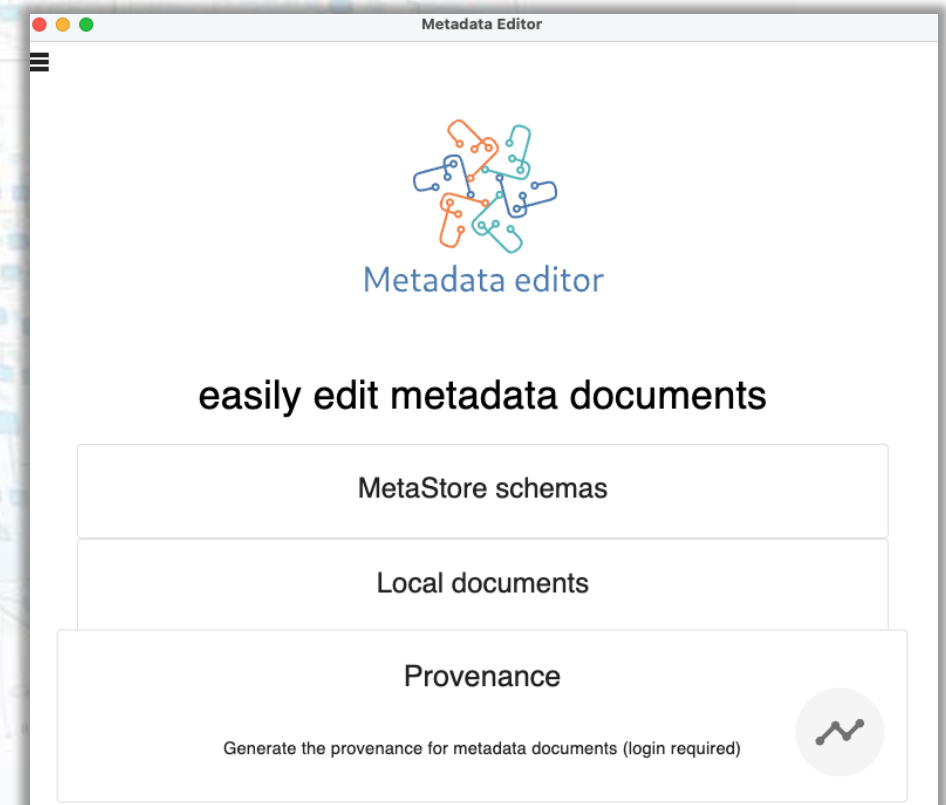 Metadata Editor
Metadata editor
easily edit metadata documents
MetaStore schemas
Local documents
Provenance
Generate the provenance for metadata documents (login required)